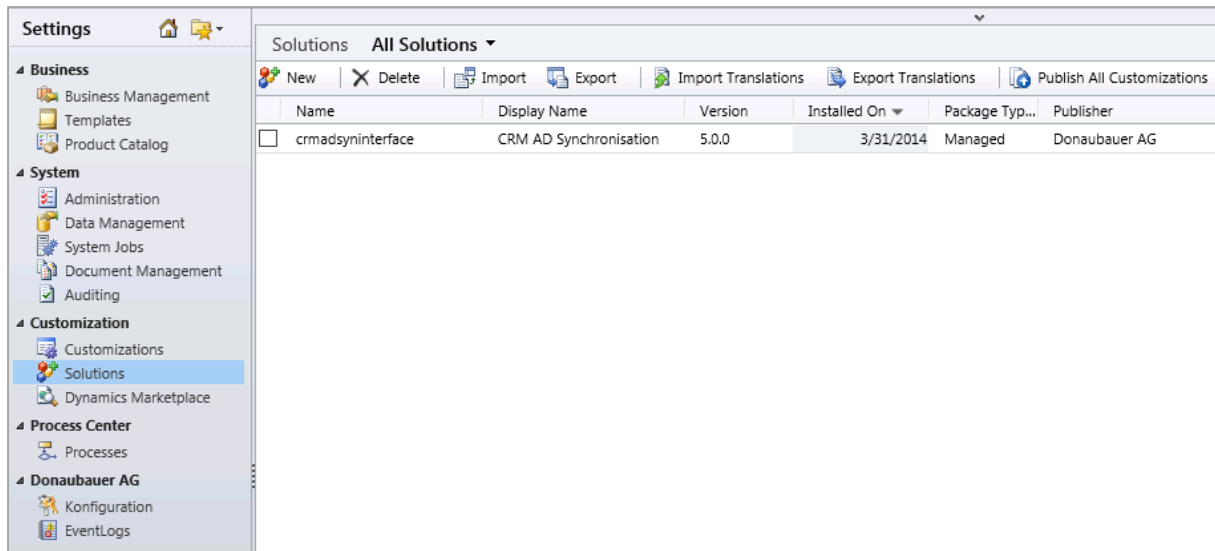 Settings
Business
Business Management
Templates
Product Catalog
System
Administration
Data Management
System Jobs
Document Management
Auditing
Customization
Customizations
Solutions
Dynamics Marketplace
Process Center
Processes
Donaubauer AG
Konfiguration
EventLogs
Solutions All Solutions
New Delete Import Export Import Translations Export Translations Publish All Customizations
Name Display Name Version Installed On Package Typ... Publisher
crmadsyninterface CRM AD Synchronisation 5.0.0 3/31/2014 Managed Donaubauer AG